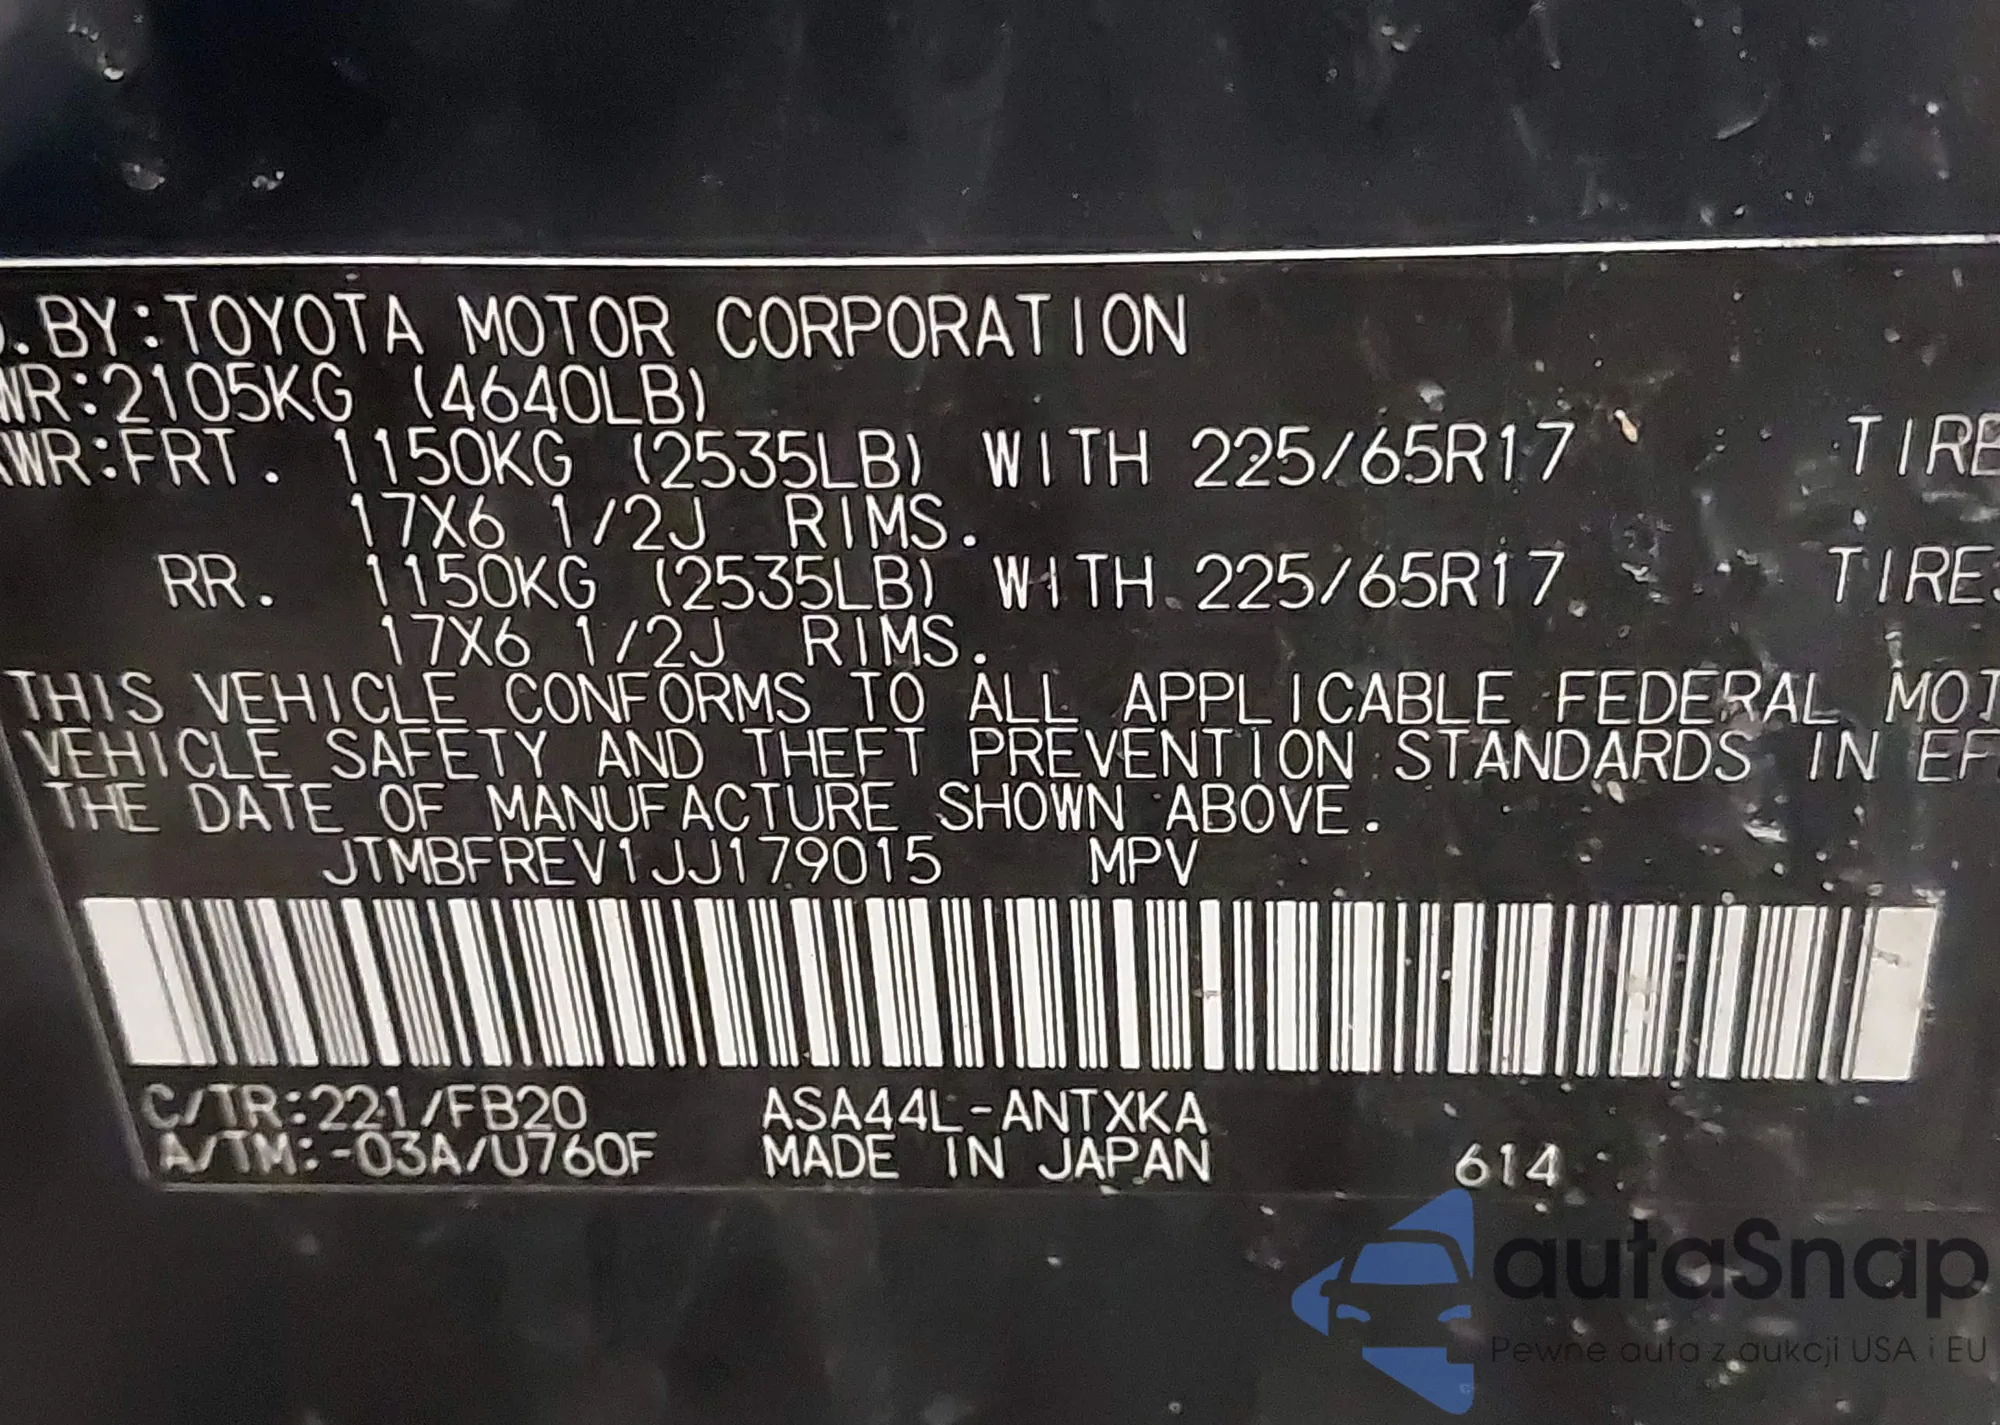 . BY:TOYOTA MOTOR CORPORATION
WR:2105KG (4640LB)
WR:FRT. 1150KG (2535LB) WITH 225/65R17 TIRE
17X6 1/2J RIMS.
RR. 1150KG (2535LB) WITH 225/65R17 TIRES
17X6 1/2J RIMS.
THIS VEHICLE CONFORMS TO ALL APPLICABLE FEDERAL MOT
VEHICLE SAFETY AND THEFT PREVENTION STANDARDS IN EF
THE DATE OF MANUFACTURE SHOWN ABOVE.
JTMBFREV1JJ179015 MPV
C/TR:221/FB20 ASA44L-ANTXKA
A/TM:-03A/U760F MADE IN JAPAN 614
autaSnap
Pewne auta z aukcji USA i EU